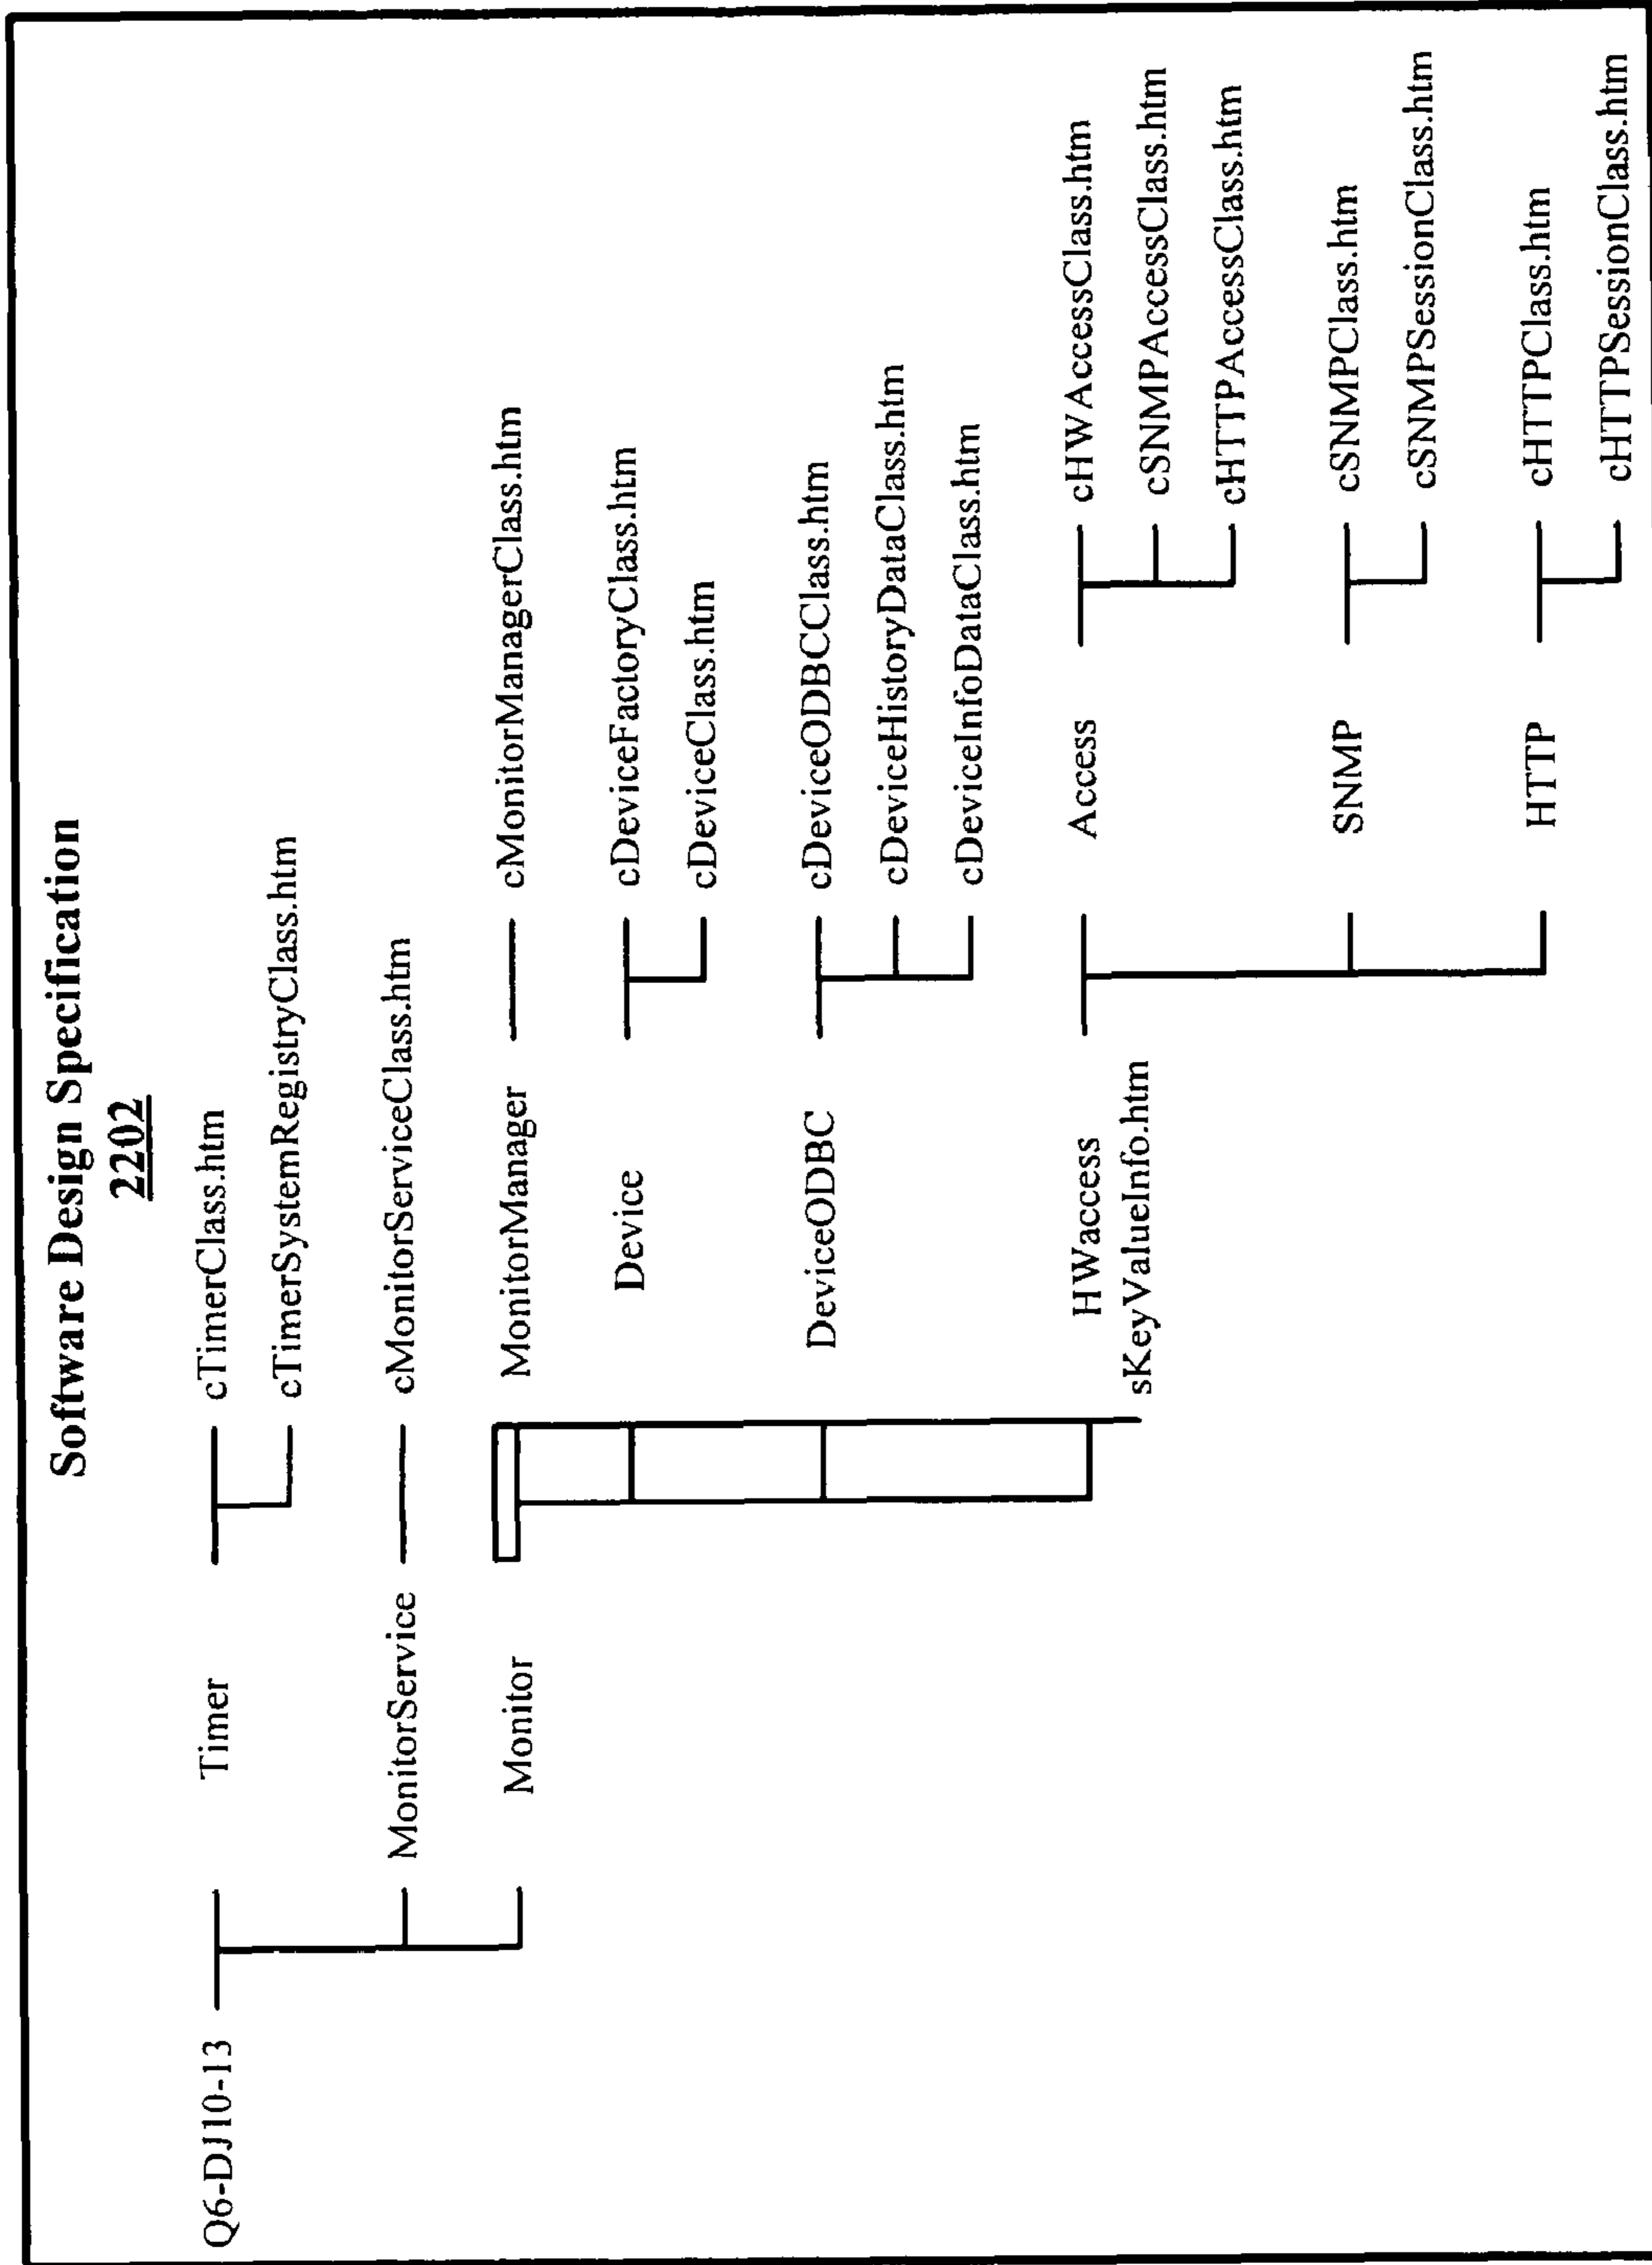 Software Design Specification
2202
Q6-DJ10-13
Timer
cTimerClass.htm
cTimerSystemRegistryClass.htm
MonitorService
cMonitorServiceClass.htm
Monitor
MonitorManager
cMonitorManagerClass.htm
Device
cDeviceFactoryClass.htm
cDeviceClass.htm
DeviceODBC
cDeviceODBCClass.htm
cDeviceHistoryDataClass.htm
cDeviceInfoDataClass.htm
HWaccess
Access
cHWAccessClass.htm
sKeyValueInfo.htm
cSNMPAccessClass.htm
cHTTPAccessClass.htm
SNMP
cSNMPClass.htm
cSNMPSessionClass.htm
HTTP
cHTTPClass.htm
cHTTPSessionClass.htm